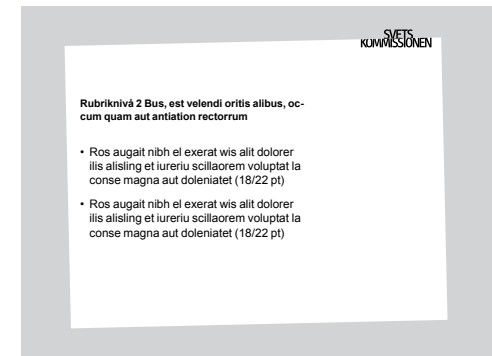 SVETS
KOMMISSIONEN
Rubriknivå 2 Bus, est velendi oritis alibus, oc-
cum quam aut antiation rectorrum
• Ros augait nibh el exerat wis alit dolorer
ilis alisling et iureriu scillaorem voluptat la
conse magna aut doleniatet (18/22 pt)
• Ros augait nibh el exerat wis alit dolorer
ilis alisling et iureriu scillaorem voluptat la
conse magna aut doleniatet (18/22 pt)